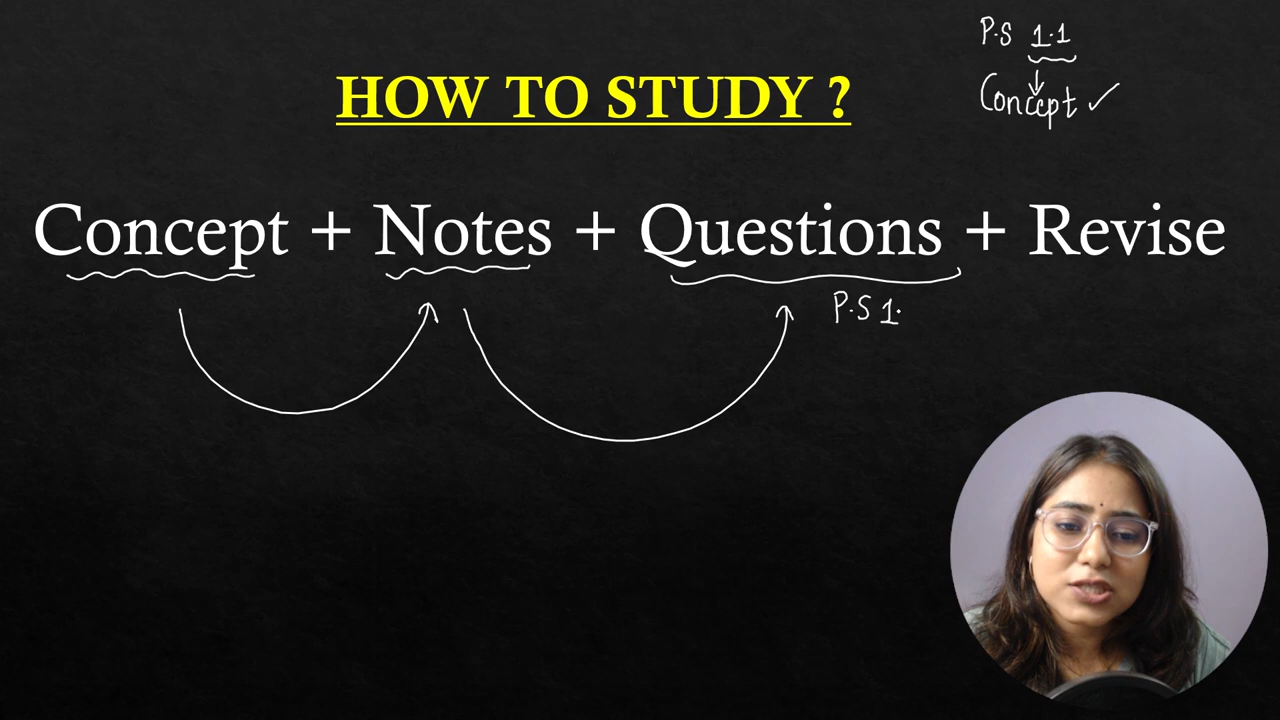 P.S 1.1
HOW TO STUDY ?
Concept ✓
Concept + Notes + Questions + Revise
P.S 1.